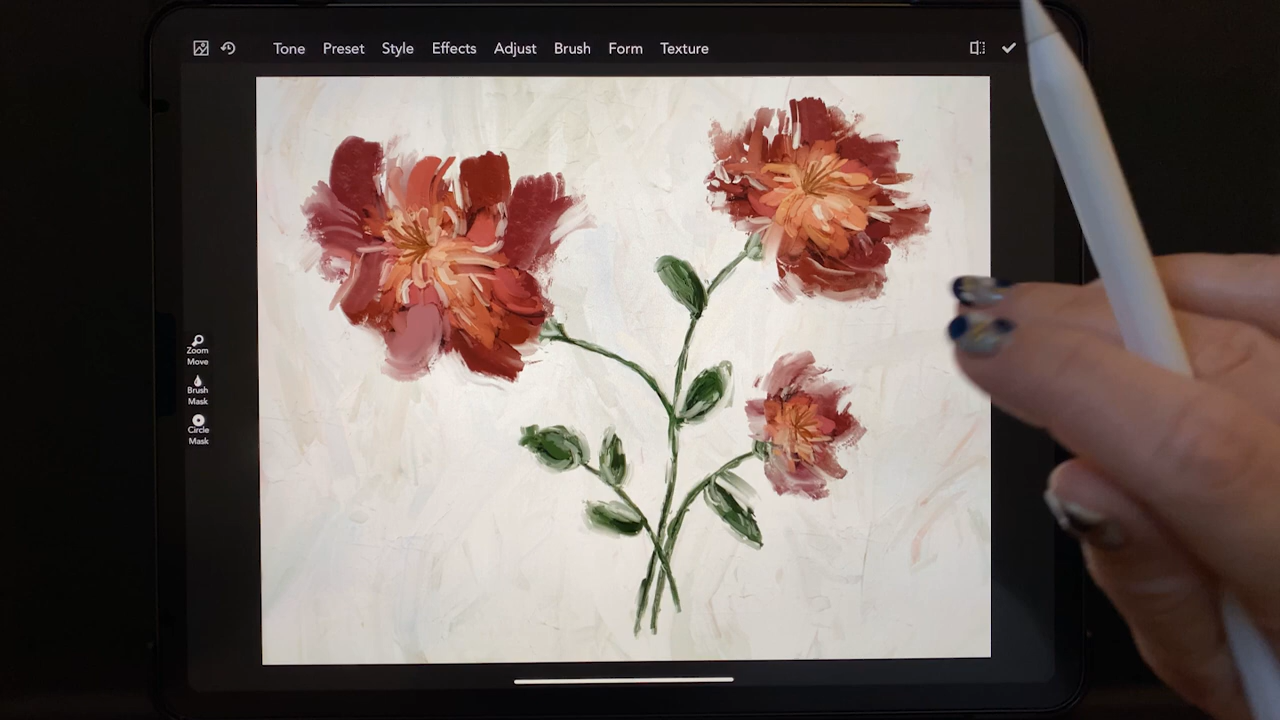 Tone Preset Style Effects Adjust Brush Form Texture
Zoom
Move
Brush
Mask
Circle
Mask